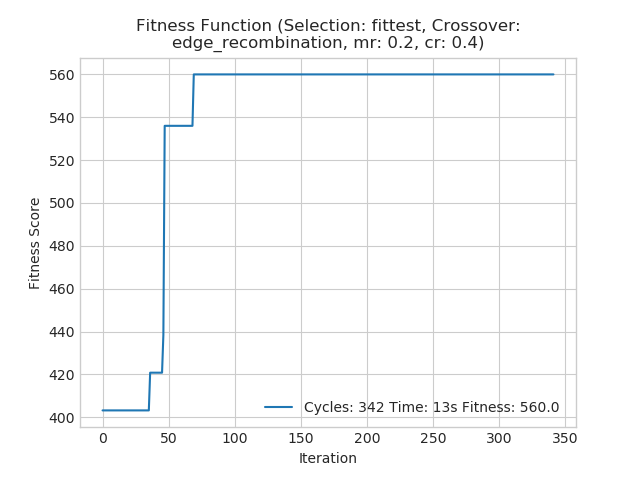 Fitness Function (Selection: fittest, Crossover:
edge_recombination, mr: 0.2, cr: 0.4)
560
540
520
500
480
460
440
420
400
Fitness Score
Cycles: 342 Time: 13s Fitness: 560.0
0 50 100 150 200 250 300 350
Iteration